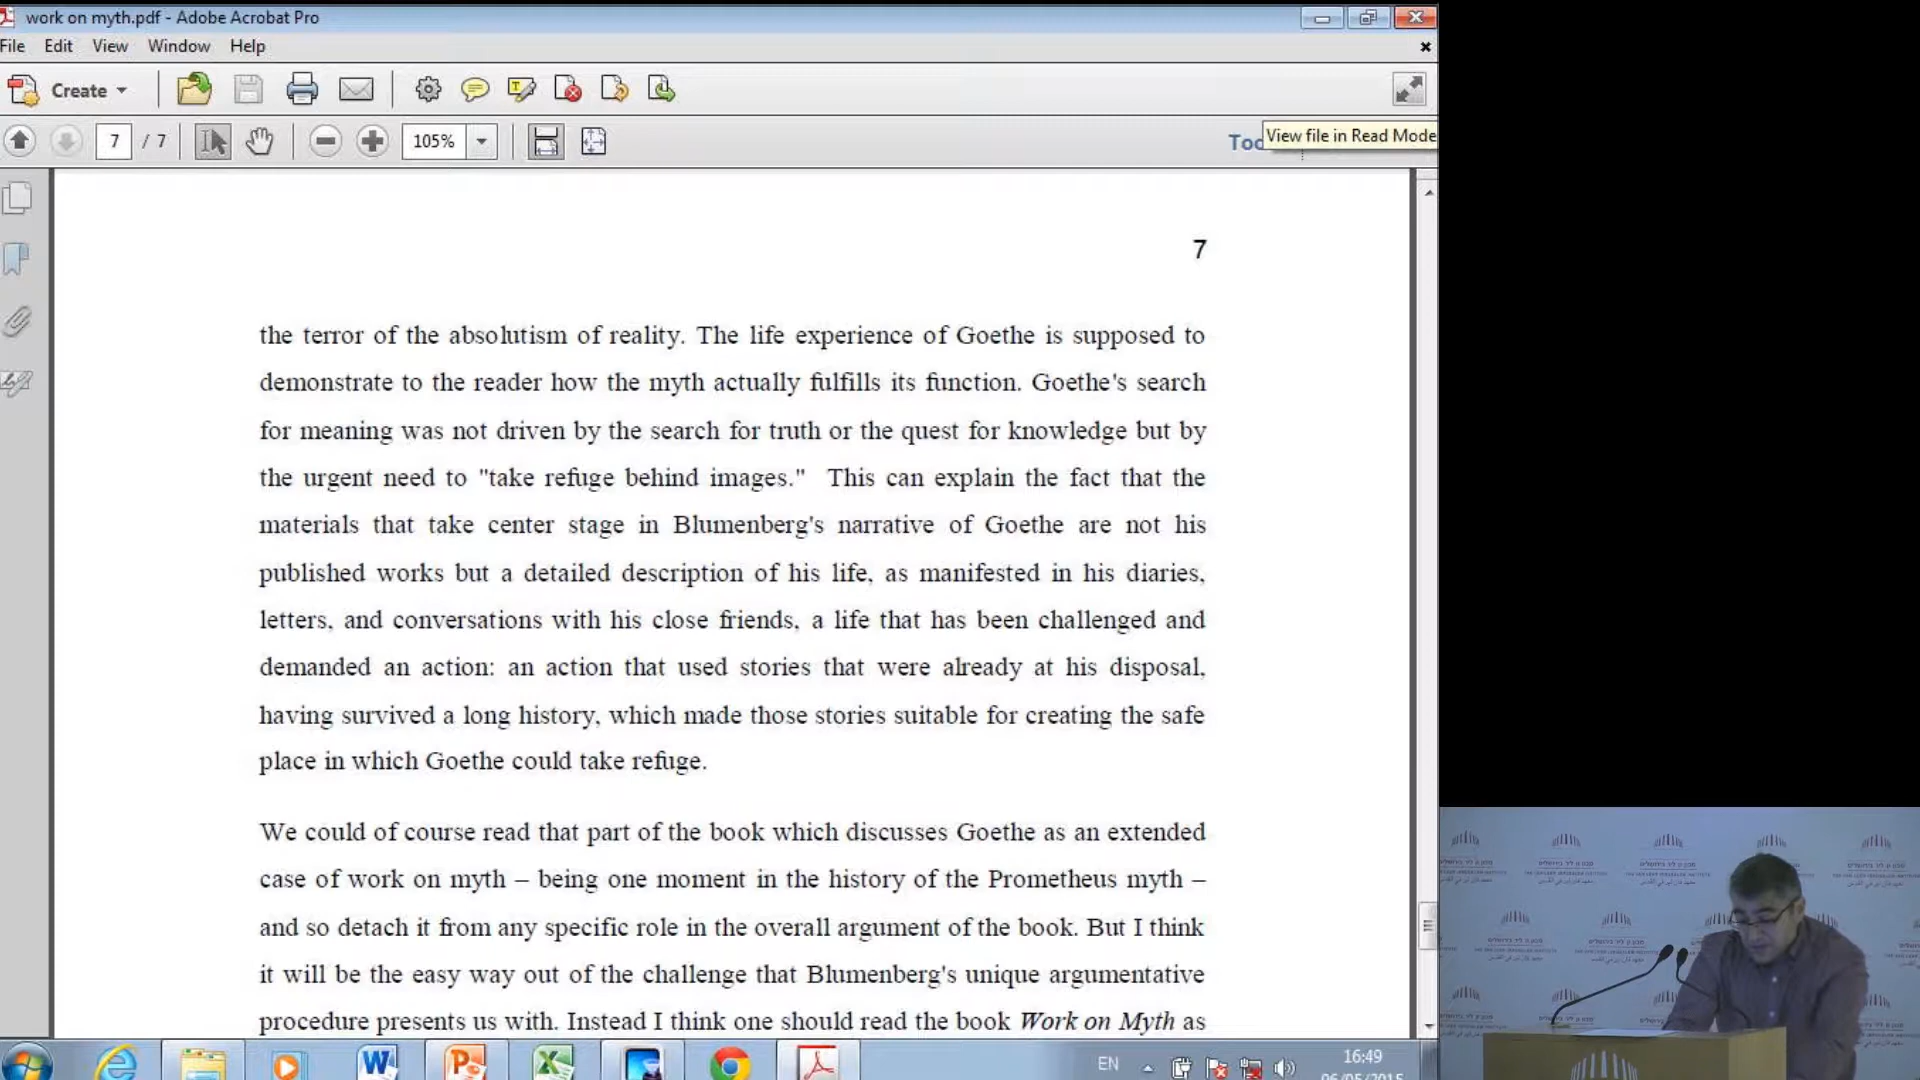 work on myth.pdf - Adobe Acrobat Pro
File Edit View Window Help
Create
7 / 7 105%
View file in Read Mode
7
the terror of the absolutism of reality. The life experience of Goethe is supposed to
demonstrate to the reader how the myth actually fulfills its function. Goethe's search
for meaning was not driven by the search for truth or the quest for knowledge but by
the urgent need to "take refuge behind images." This can explain the fact that the
materials that take center stage in Blumenberg's narrative of Goethe are not his
published works but a detailed description of his life, as manifested in his diaries,
letters, and conversations with his close friends, a life that has been challenged and
demanded an action: an action that used stories that were already at his disposal,
having survived a long history, which made those stories suitable for creating the safe
place in which Goethe could take refuge.
We could of course read that part of the book which discusses Goethe as an extended
case of work on myth – being one moment in the history of the Prometheus myth –
and so detach it from any specific role in the overall argument of the book. But I think
it will be the easy way out of the challenge that Blumenberg's unique argumentative
procedure presents us with. Instead I think one should read the book Work on Myth as
EN
16:49
06/05/2015
מכון ון ליר בירושלים
THE VAN LEER JERUSALEM INSTITUTE